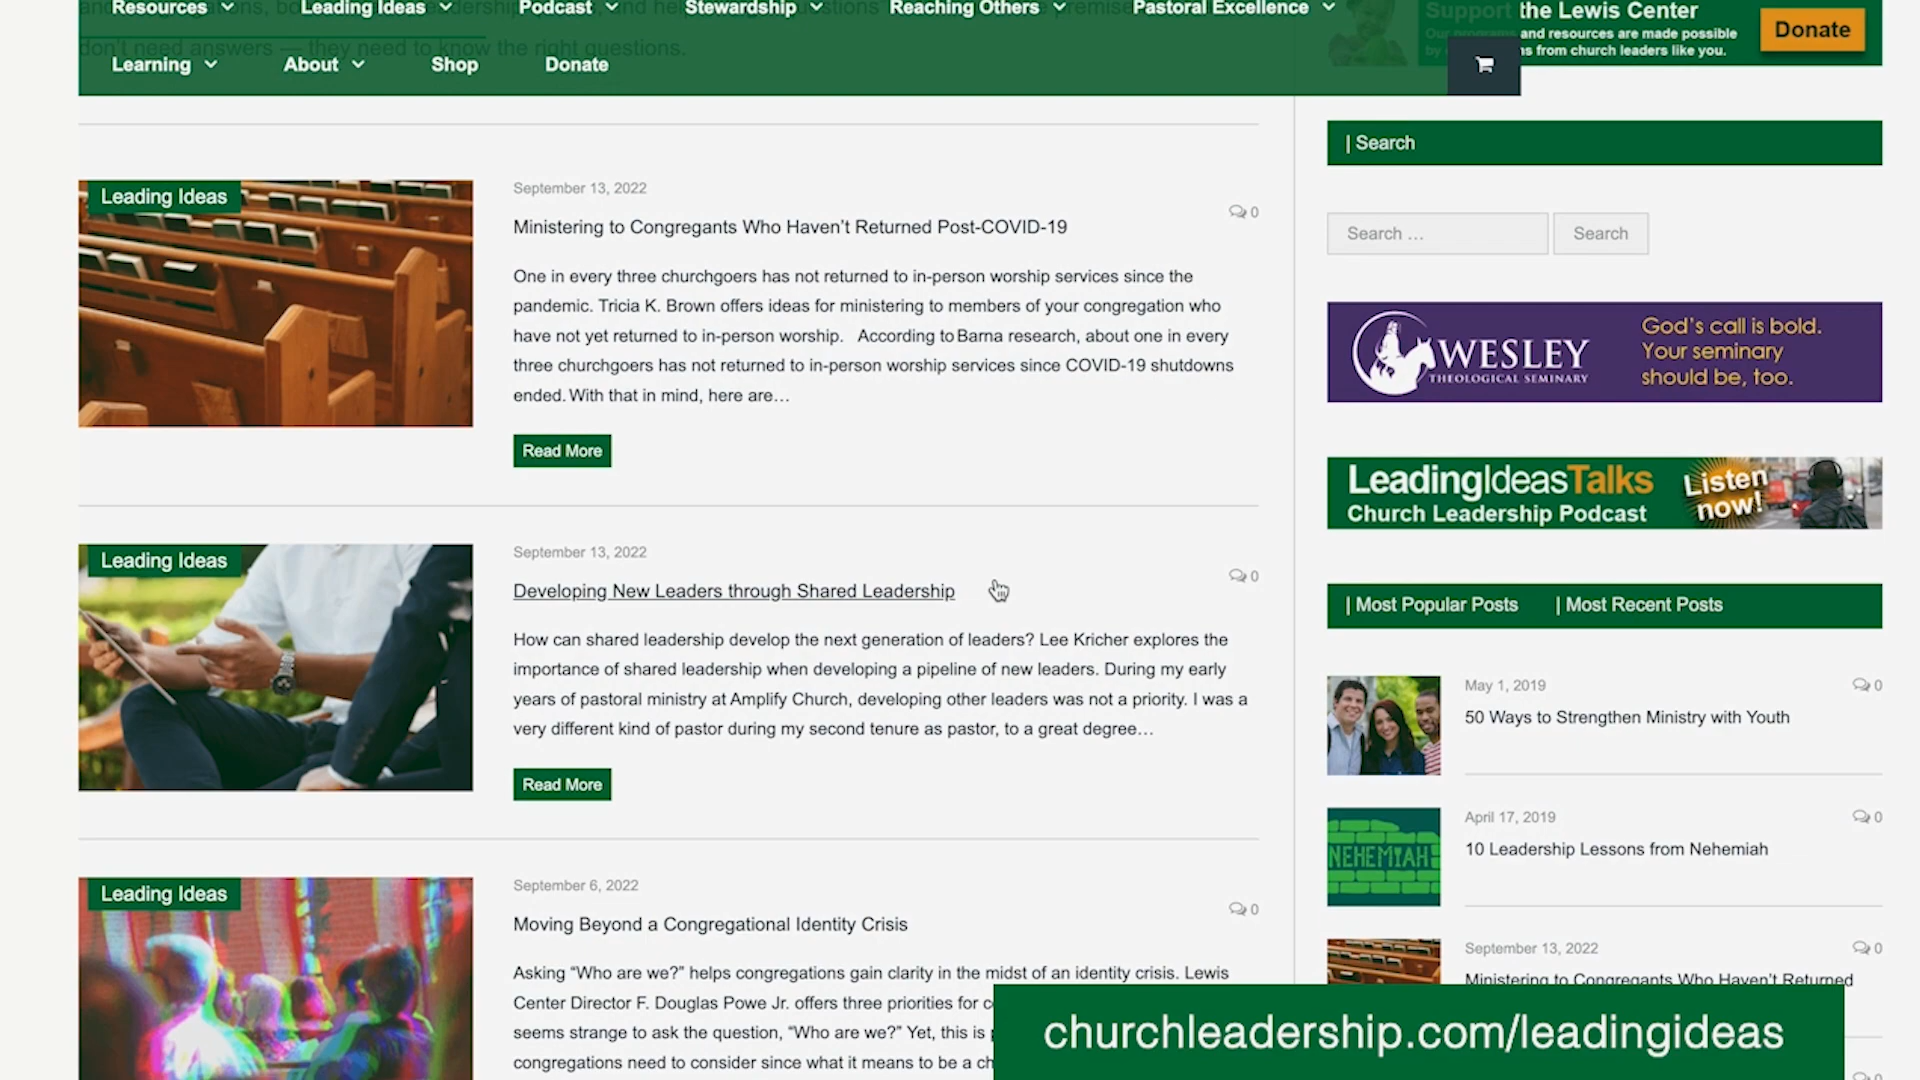 Resources
Leading Ideas
Podcast
Stewardship
Reaching Others
Pastoral Excellence
don't need answers — they need to know the right questions.
Learning
About
Shop
Donate
Support the Lewis Center
and resources are made possible
from church leaders like you.
Donate
Leading Ideas
September 13, 2022
0
Ministering to Congregants Who Haven't Returned Post-COVID-19
One in every three churchgoers has not returned to in-person worship services since the
pandemic. Tricia K. Brown offers ideas for ministering to members of your congregation who
have not yet returned to in-person worship. According to Barna research, about one in every
three churchgoers has not returned to in-person worship services since COVID-19 shutdowns
ended. With that in mind, here are…
Read More
Leading Ideas
September 13, 2022
0
Developing New Leaders through Shared Leadership
How can shared leadership develop the next generation of leaders? Lee Kricher explores the
importance of shared leadership when developing a pipeline of new leaders. During my early
years of pastoral ministry at Amplify Church, developing other leaders was not a priority. I was a
very different kind of pastor during my second tenure as pastor, to a great degree…
Read More
Leading Ideas
September 6, 2022
0
Moving Beyond a Congregational Identity Crisis
Asking “Who are we?” helps congregations gain clarity in the midst of an identity crisis. Lewis
Center Director F. Douglas Powe Jr. offers three priorities for
seems strange to ask the question, “Who are we?” Yet, this is
congregations need to consider since what it means to be a
| Search
Search …
Search
WESLEY
THEOLOGICAL SEMINARY
God's call is bold.
Your seminary
should be, too.
LeadingIdeasTalks
Church Leadership Podcast
Listen
now!
| Most Popular Posts
| Most Recent Posts
May 1, 2019
0
50 Ways to Strengthen Ministry with Youth
NEHEMIAH
April 17, 2019
0
10 Leadership Lessons from Nehemiah
September 13, 2022
0
Ministering to Congregants Who Haven't Returned
churchleadership.com/leadingideas